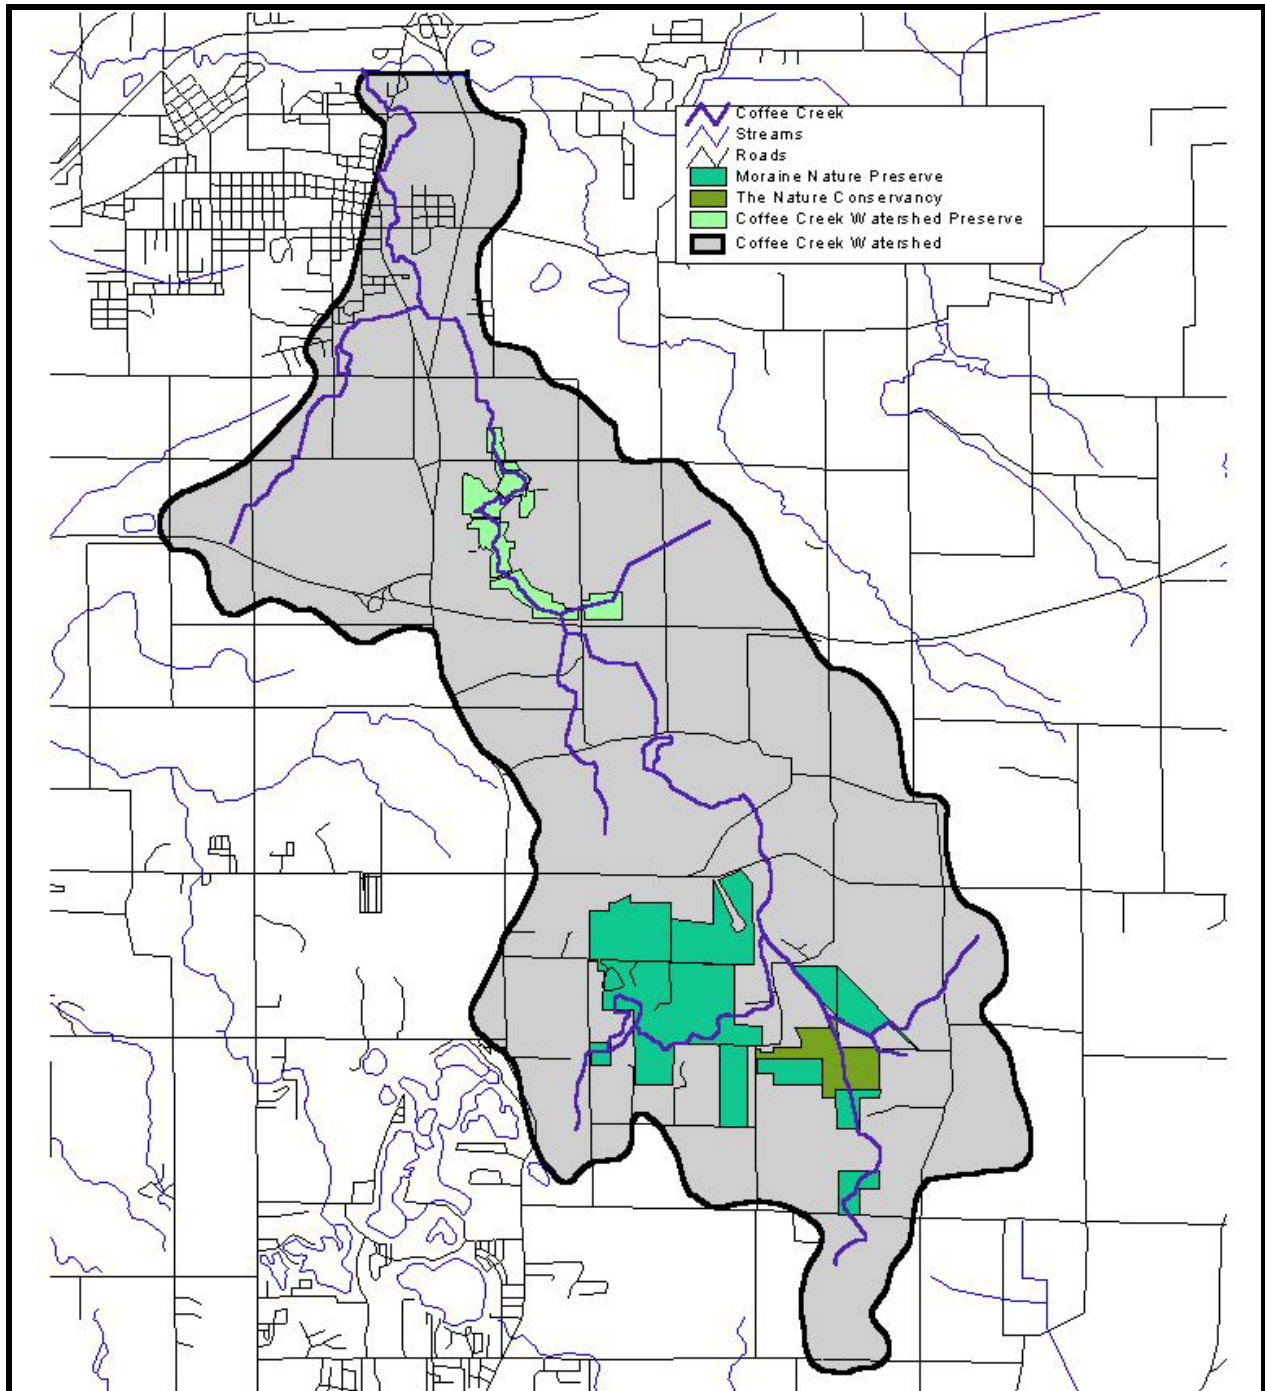 Coffee Creek
Streams
Roads
Moraine Nature Preserve
The Nature Conservancy
Coffee Creek Watershed Preserve
Coffee Creek Watershed